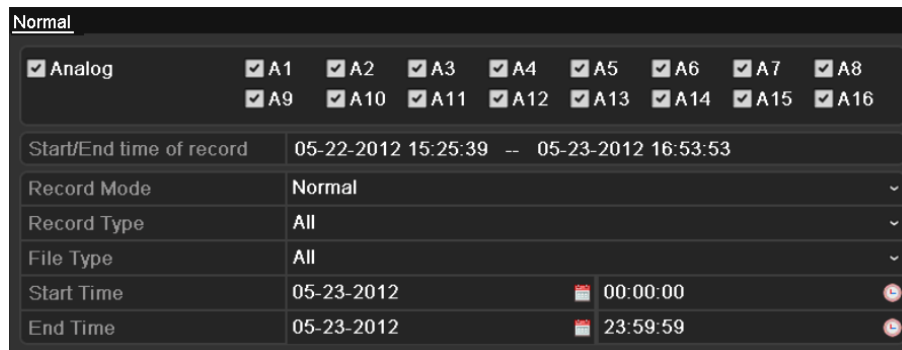 Normal
Analog A1 A2 A3 A4 A5 A6 A7 A8
A9 A10 A11 A12 A13 A14 A15 A16
Start/End time of record 05-22-2012 15:25:39 -- 05-23-2012 16:53:53
Record Mode Normal
Record Type All
File Type All
Start Time 05-23-2012 00:00:00
End Time 05-23-2012 23:59:59